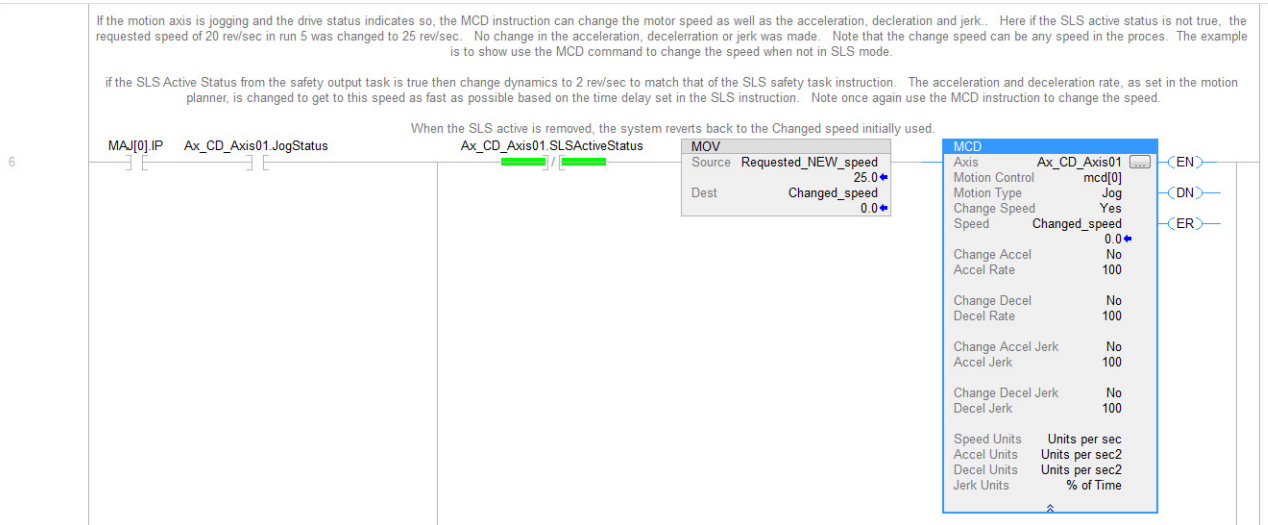 If the motion axis is jogging and the drive status indicates so, the MCD instruction can change the motor speed as well as the acceleration, decleration and jerk.. Here if the SLS active status is not true, the
requested speed of 20 rev/sec in run 5 was changed to 25 rev/sec. No change in the acceleration, decelerration or jerk was made. Note that the change speed can be any speed in the proces. The example
is to show use the MCD command to change the speed when not in SLS mode.
if the SLS Active Status from the safety output task is true then change dynamics to 2 rev/sec to match that of the SLS safety task instruction. The acceleration and deceleration rate, as set in the motion
planner, is changed to get to this speed as fast as possible based on the time delay set in the SLS instruction. Note once again use the MCD instruction to change the speed.
When the SLS active is removed, the system reverts back to the Changed speed initially used.
6
MAJ[0].IP
Ax_CD_Axis01.JogStatus
Ax_CD_Axis01.SLSActiveStatus
MOV
Source Requested_NEW_speed
25.0
Dest Changed_speed
0.0
MCD
Axis Ax_CD_Axis01 ...
Motion Control mcd[0]
Motion Type Jog
Change Speed Yes
Speed Changed_speed
0.0
Change Accel No
Accel Rate 100
Change Decel No
Decel Rate 100
Change Accel Jerk No
Accel Jerk 100
Change Decel Jerk No
Decel Jerk 100
Speed Units Units per sec
Accel Units Units per sec2
Decel Units Units per sec2
Jerk Units % of Time
EN
DN
ER